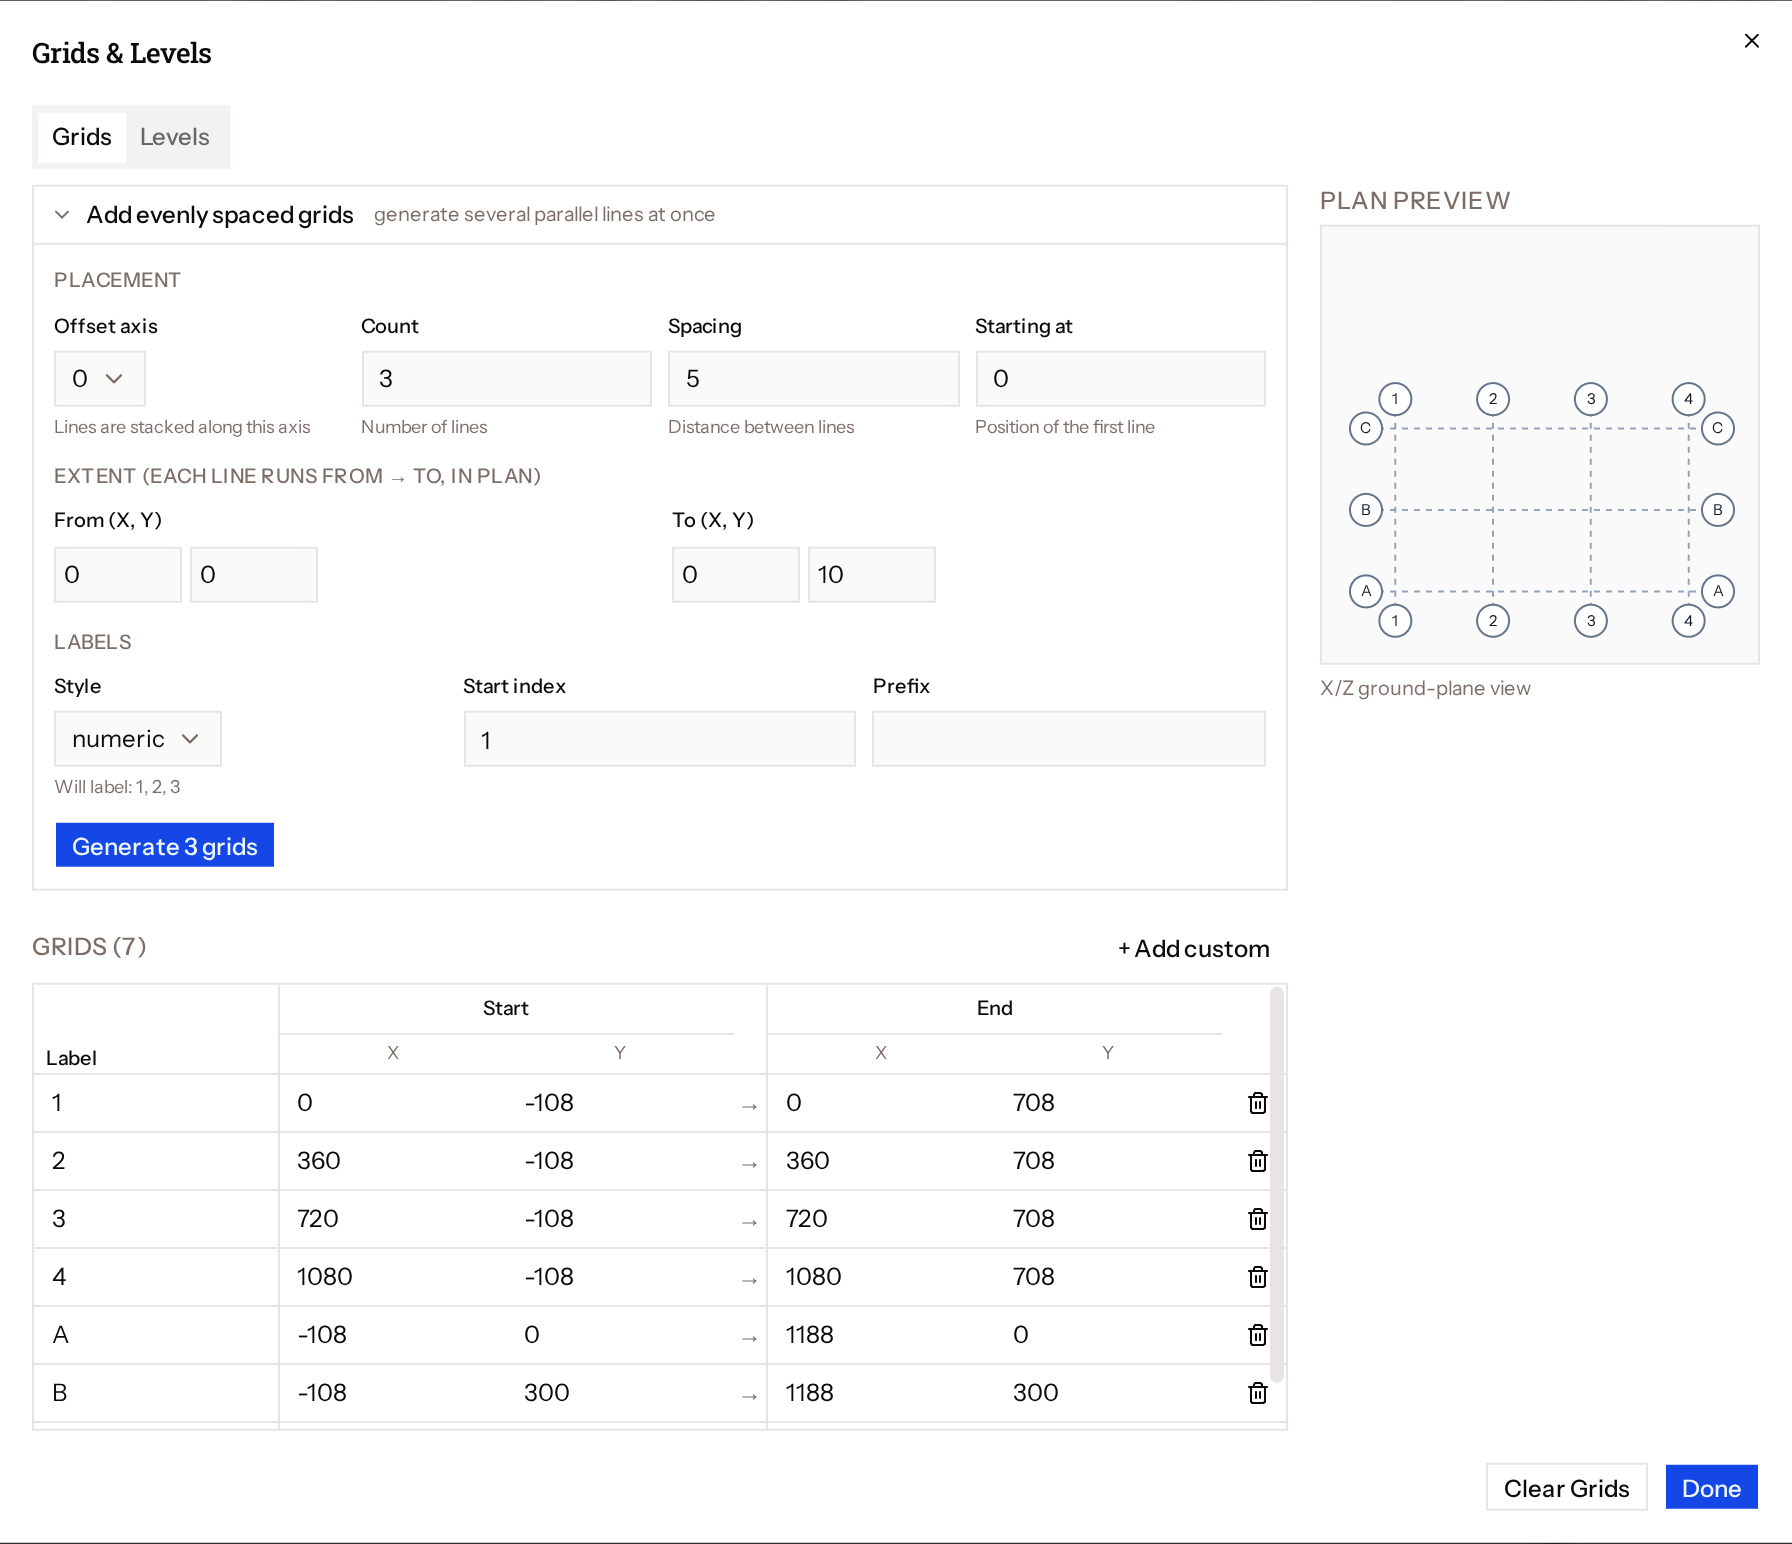 Grids & Levels
Grids Levels
Add evenly spaced grids generate several parallel lines at once
PLACEMENT
Offset axis Count Spacing Starting at
0 3 5 0
Lines are stacked along this axis Number of lines Distance between lines Position of the first line
EXTENT (EACH LINE RUNS FROM → TO, IN PLAN)
From (X, Y) To (X, Y)
0 0 0 10
LABELS
Style Start index Prefix
numeric 1
Will label: 1, 2, 3
Generate 3 grids
PLAN PREVIEW
1 2 3 4
C C
B B
A A
1 2 3 4
X/Z ground-plane view
GRIDS (7) + Add custom
Start End
Label X Y X Y
1 0 -108 → 0 708
2 360 -108 → 360 708
3 720 -108 → 720 708
4 1080 -108 → 1080 708
A -108 0 → 1188 0
B -108 300 → 1188 300
Clear Grids Done